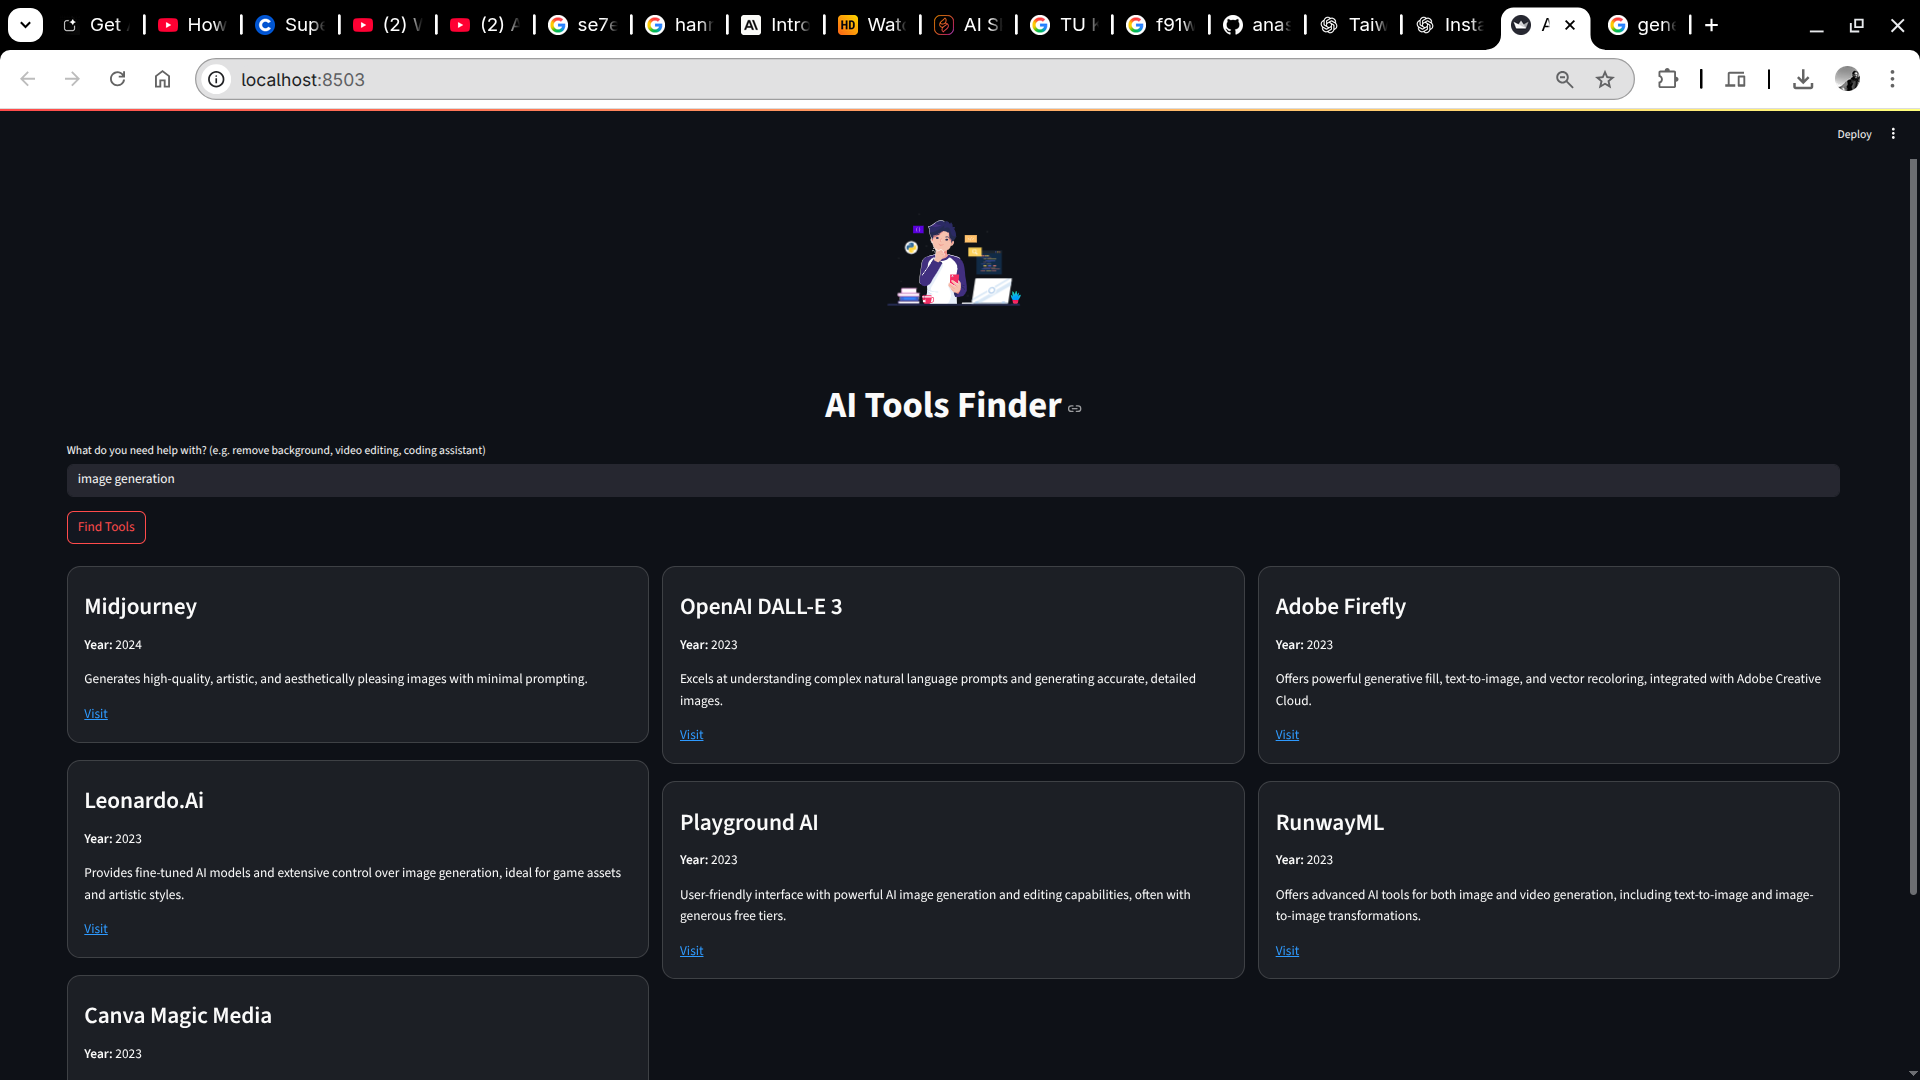 Get
How
Supe
(2) V
(2) A
se7e
hann
Intro
HD
Wat
AI S
TU K
f91w
anas
Taiw
Insta
A
gene
localhost:8503
Deploy
AI Tools Finder
What do you need help with? (e.g. remove background, video editing, coding assistant)
image generation
Find Tools
Midjourney
Year: 2024
Generates high-quality, artistic, and aesthetically pleasing images with minimal prompting.
Visit
OpenAI DALL-E 3
Year: 2023
Excels at understanding complex natural language prompts and generating accurate, detailed
images.
Visit
Adobe Firefly
Year: 2023
Offers powerful generative fill, text-to-image, and vector recoloring, integrated with Adobe Creative
Cloud.
Visit
Leonardo.Ai
Year: 2023
Provides fine-tuned AI models and extensive control over image generation, ideal for game assets
and artistic styles.
Visit
Playground AI
Year: 2023
User-friendly interface with powerful AI image generation and editing capabilities, often with
generous free tiers.
Visit
RunwayML
Year: 2023
Offers advanced AI tools for both image and video generation, including text-to-image and image-
to-image transformations.
Visit
Canva Magic Media
Year: 2023